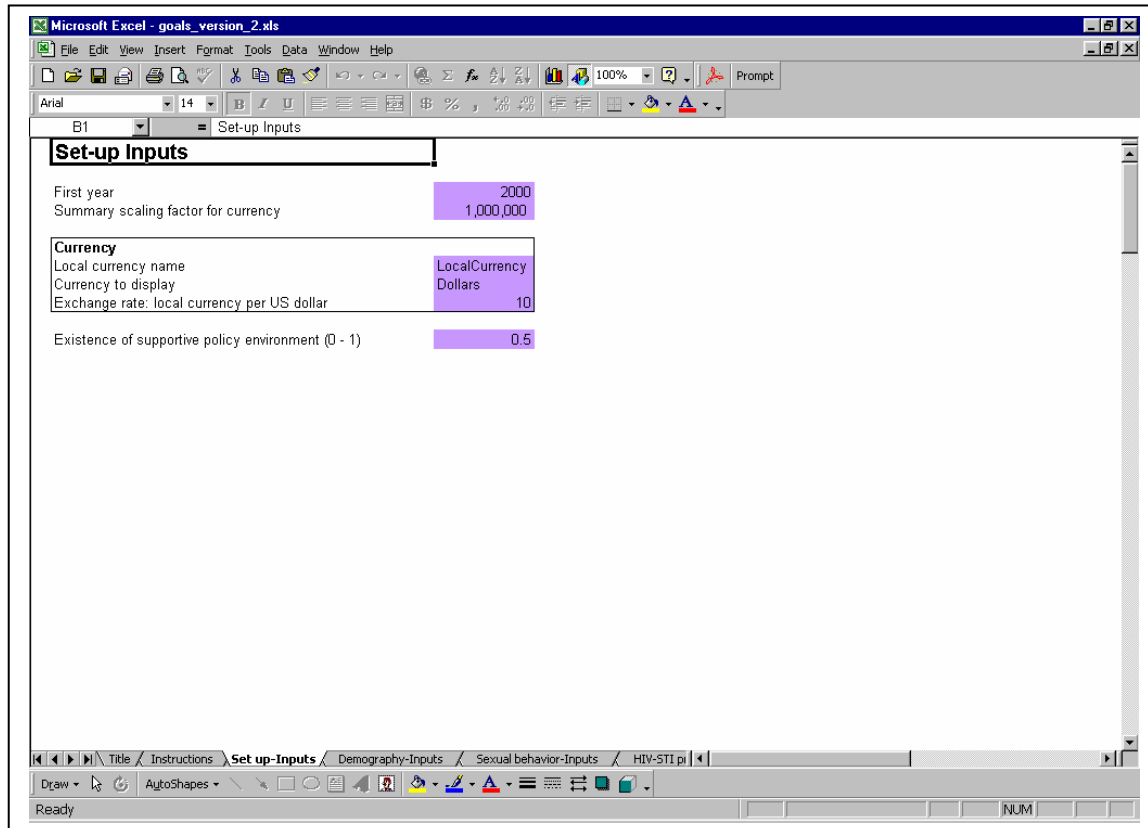 Microsoft Excel - goals_version_2.xls
File Edit View Insert Format Tools Data Window Help
100% Prompt
Arial 14 B I U $ % ,
B1 = Set-up Inputs
Set-up Inputs
First year 2000
Summary scaling factor for currency 1,000,000
Currency
Local currency name LocalCurrency
Currency to display Dollars
Exchange rate: local currency per US dollar 10
Existence of supportive policy environment (0 - 1) 0.5
Title Instructions Set up-Inputs Demography-Inputs Sexual behavior-Inputs HIV-STI
Draw AutoShapes
Ready NUM